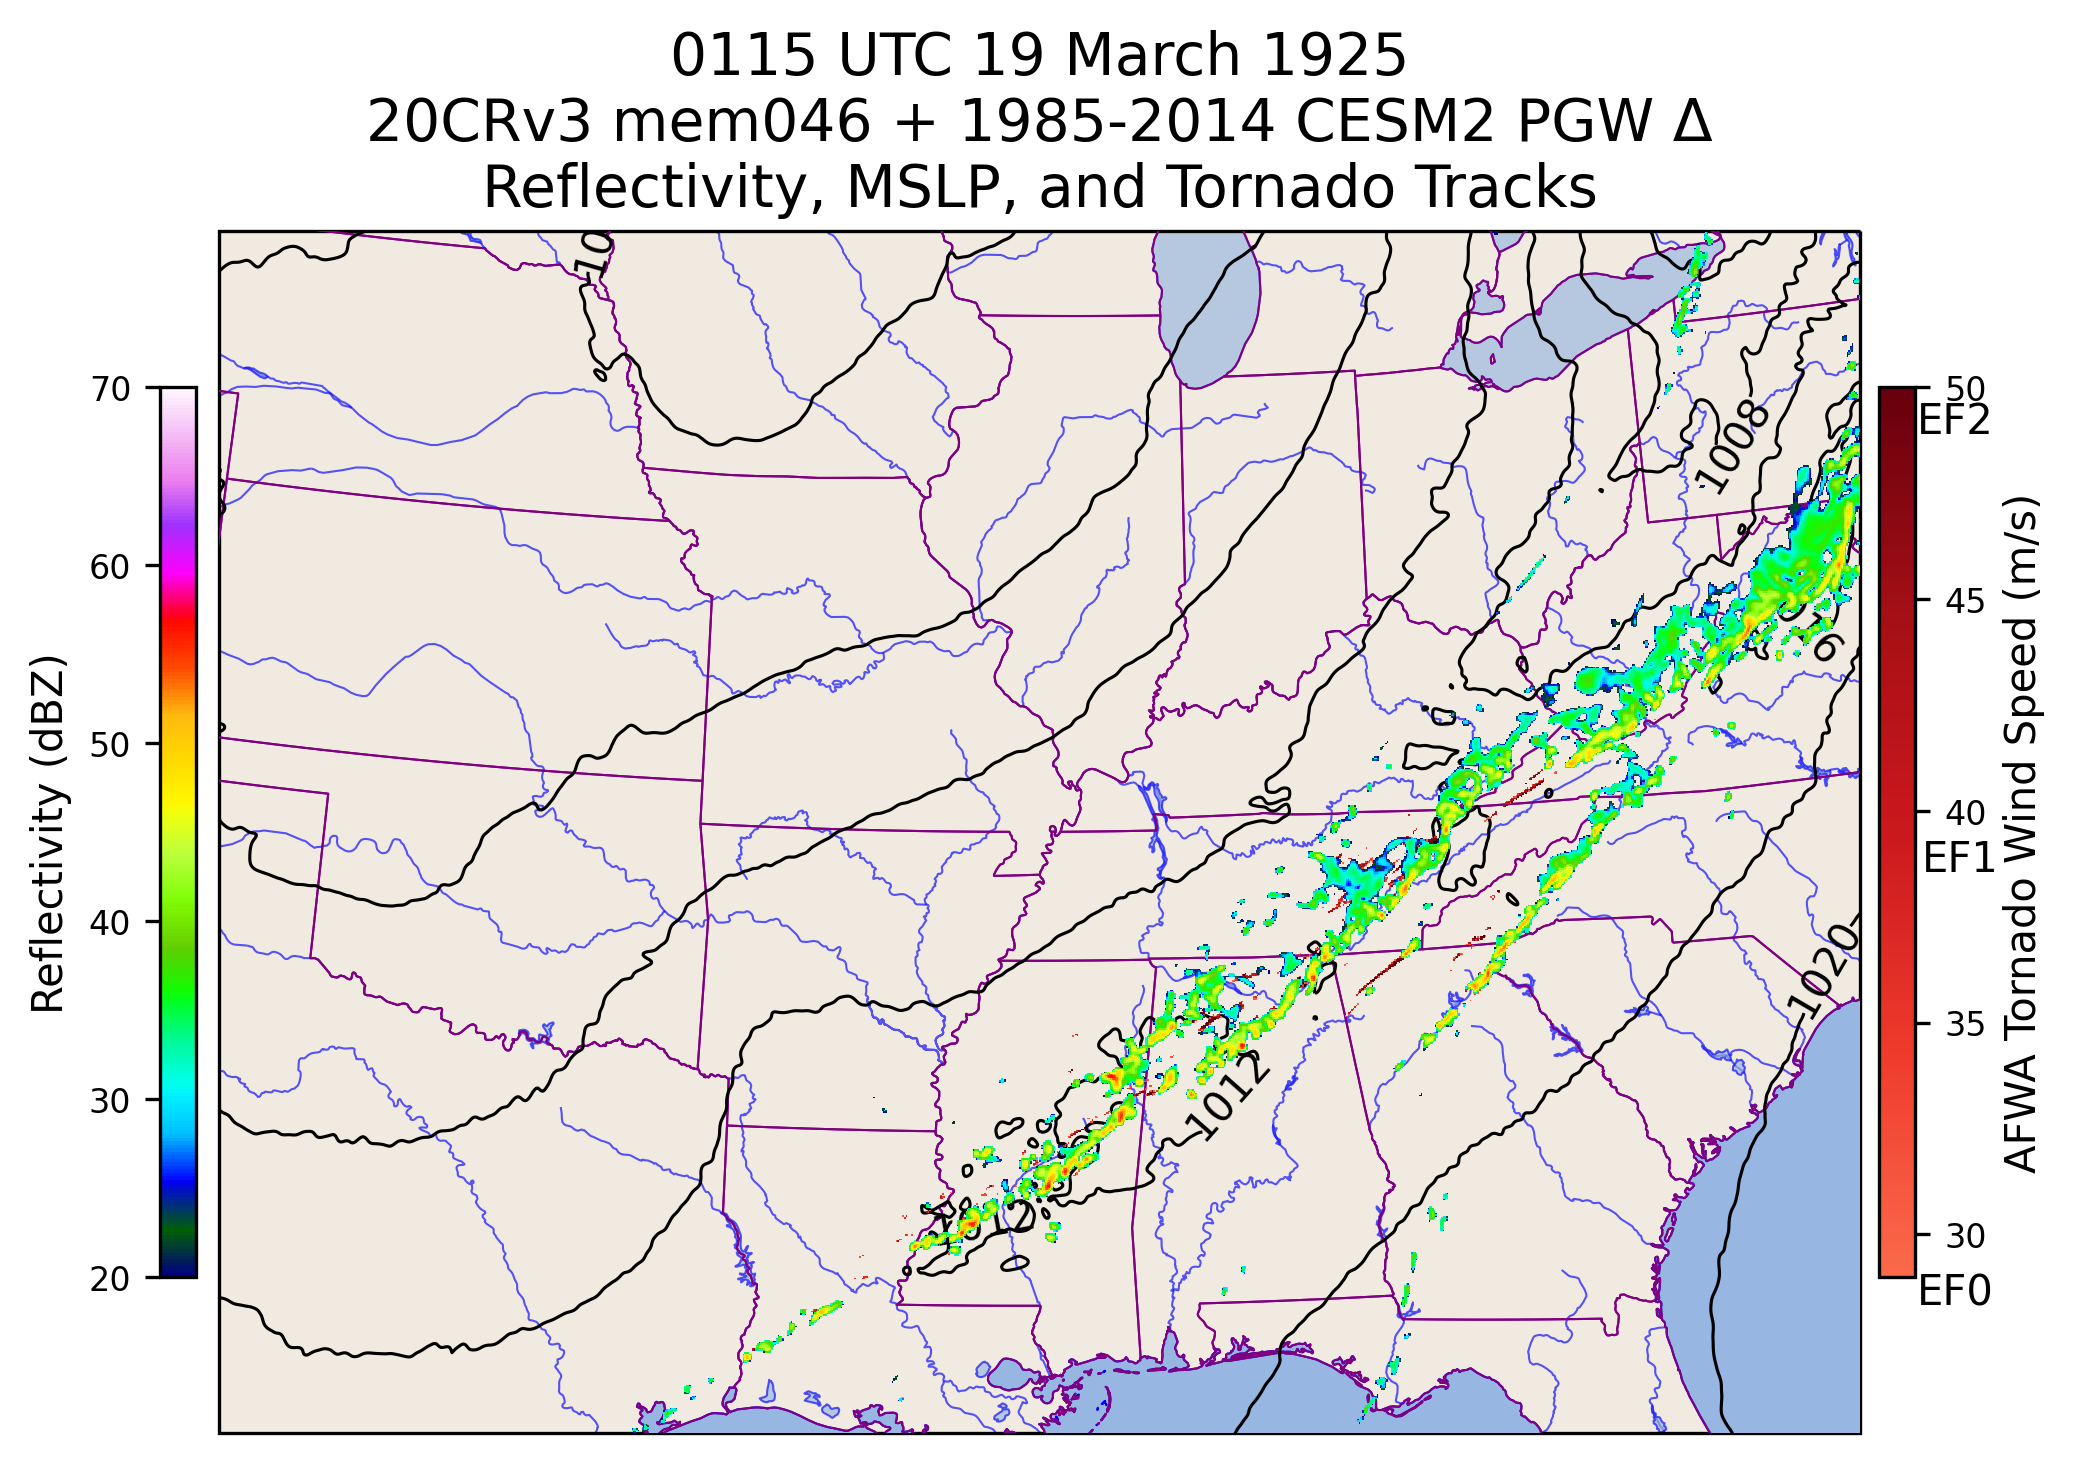 0115 UTC 19 March 1925
20CRv3 mem046 + 1985-2014 CESM2 PGW Δ
Reflectivity, MSLP, and Tornado Tracks
70
60
50
40
30
20
Reflectivity (dBZ)
1008
1012
1012
1020
50
EF2
45
40
EF1
35
30
EF0
AFWA Tornado Wind Speed (m/s)